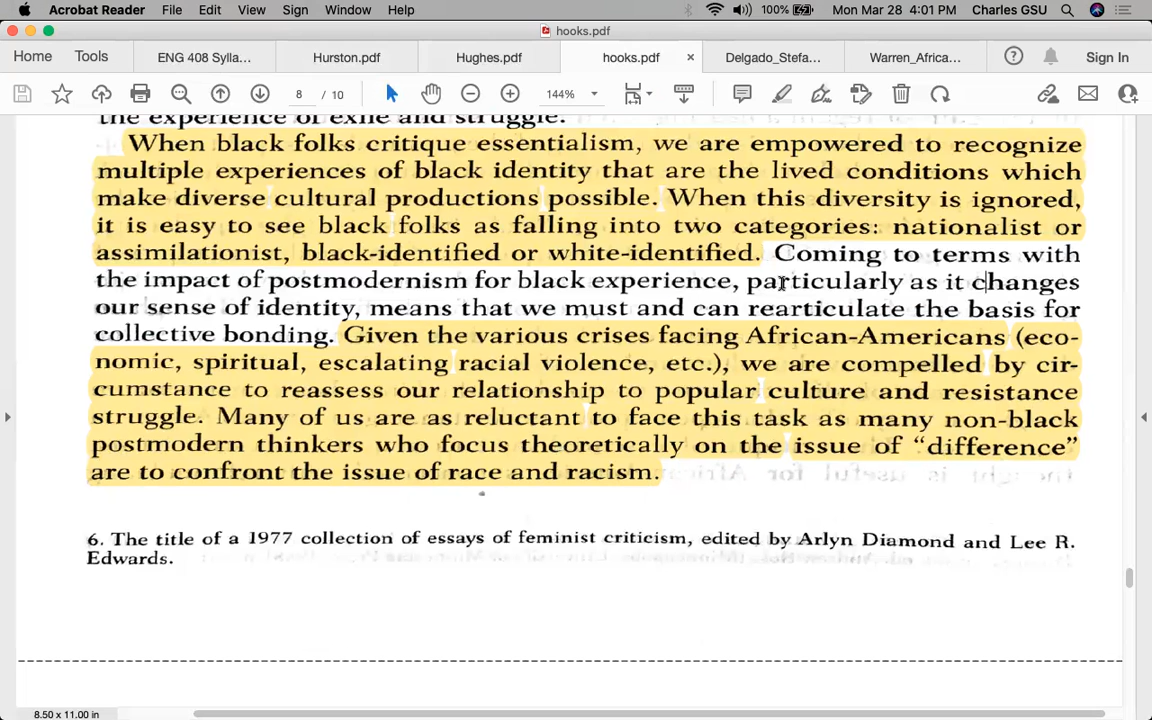 Acrobat Reader File Edit View Sign Window Help 100% Mon Mar 28 4:01 PM Charles GSU
hooks.pdf
Home Tools ENG 408 Sylla... Hurston.pdf Hughes.pdf hooks.pdf × Delgado_Stefa... Warren_Africa... Sign In
8 / 10 144%
the experience of exile and struggle.
When black folks critique essentialism, we are empowered to recognize
multiple experiences of black identity that are the lived conditions which
make diverse cultural productions possible. When this diversity is ignored,
it is easy to see black folks as falling into two categories: nationalist or
assimilationist, black-identified or white-identified. Coming to terms with
the impact of postmodernism for black experience, particularly as it changes
our sense of identity, means that we must and can rearticulate the basis for
collective bonding. Given the various crises facing African-Americans (eco-
nomic, spiritual, escalating racial violence, etc.), we are compelled by cir-
cumstance to reassess our relationship to popular culture and resistance
struggle. Many of us are as reluctant to face this task as many non-black
postmodern thinkers who focus theoretically on the issue of “difference”
are to confront the issue of race and racism.
6. The title of a 1977 collection of essays of feminist criticism, edited by Arlyn Diamond and Lee R.
Edwards.
8.50 x 11.00 in